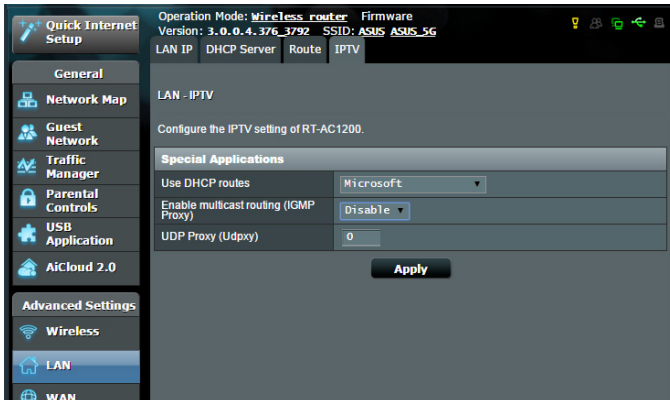 Quick Internet
Setup
Operation Mode: Wireless router Firmware
Version: 3.0.0.4.376_3792 SSID: ASUS ASUS_5G
LAN IP DHCP Server Route IPTV
General
Network Map
Guest
Network
Traffic
Manager
Parental
Controls
USB
Application
AiCloud 2.0
Advanced Settings
Wireless
LAN
WAN
LAN - IPTV
Configure the IPTV setting of RT-AC1200.
Special Applications
Use DHCP routes Microsoft
Enable multicast routing (IGMP
Proxy) Disable
UDP Proxy (Udpxy) 0
Apply